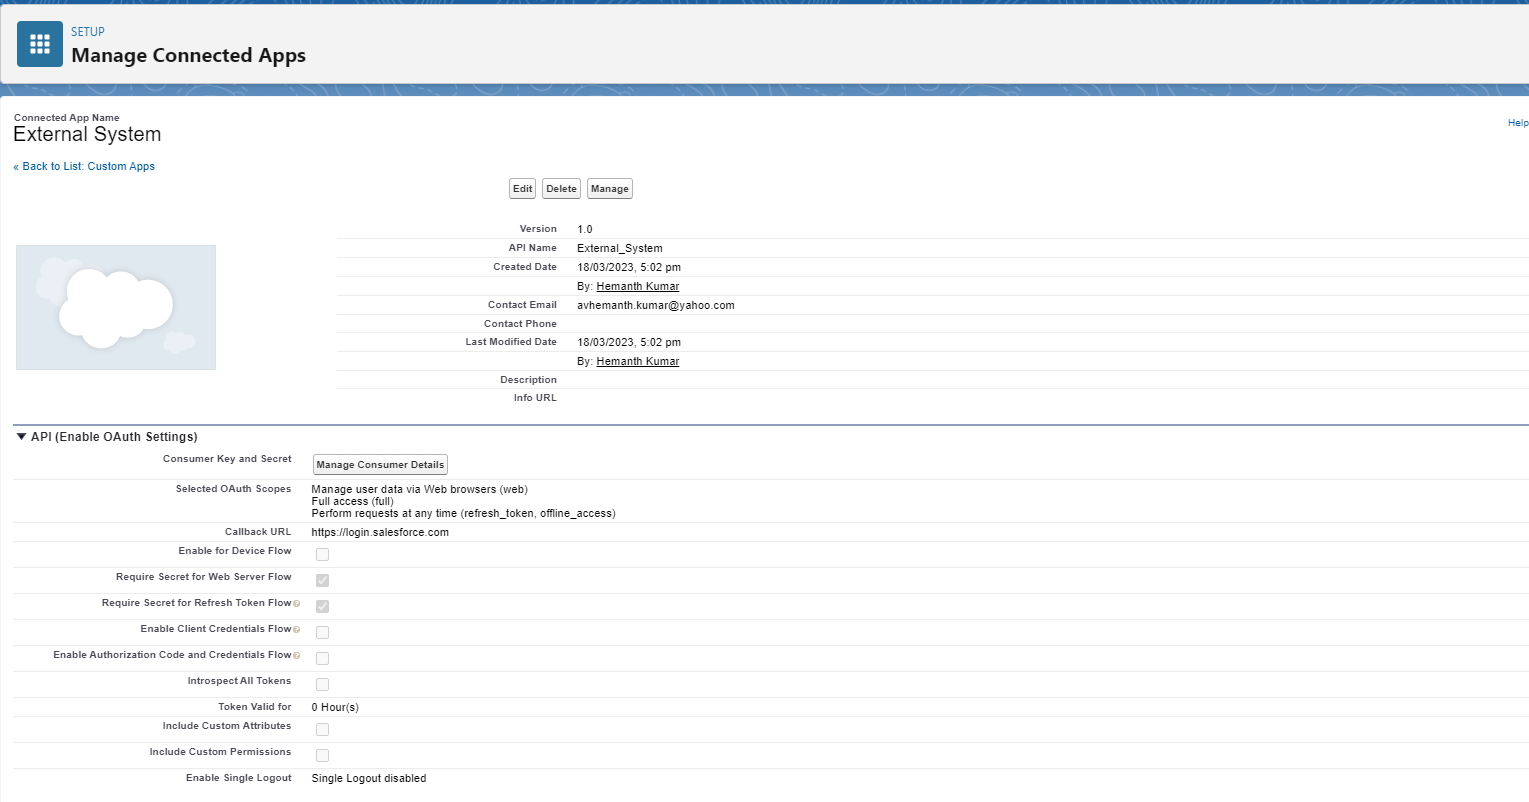 SETUP
Manage Connected Apps
Connected App Name
External System
Help
« Back to List: Custom Apps
Edit Delete Manage
Version 1.0
API Name External_System
Created Date 18/03/2023, 5:02 pm
By: Hemanth Kumar
Contact Email avhemanth.kumar@yahoo.com
Contact Phone
Last Modified Date 18/03/2023, 5:02 pm
By: Hemanth Kumar
Description
Info URL
API (Enable OAuth Settings)
Consumer Key and Secret Manage Consumer Details
Selected OAuth Scopes Manage user data via Web browsers (web)
Full access (full)
Perform requests at any time (refresh_token, offline_access)
Callback URL https://login.salesforce.com
Enable for Device Flow
Require Secret for Web Server Flow
Require Secret for Refresh Token Flow
Enable Client Credentials Flow
Enable Authorization Code and Credentials Flow
Introspect All Tokens
Token Valid for 0 Hour(s)
Include Custom Attributes
Include Custom Permissions
Enable Single Logout Single Logout disabled